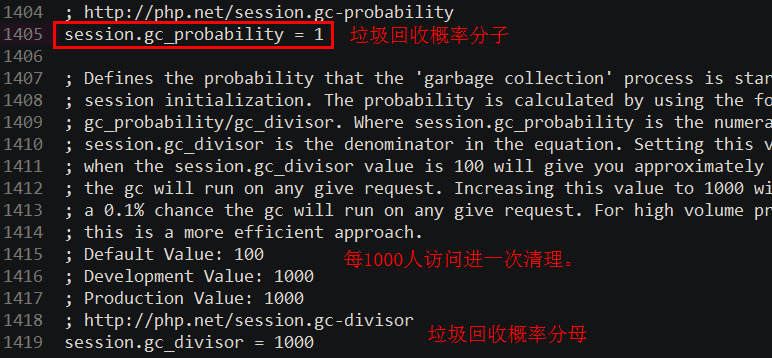 1404 ; http://php.net/session.gc-probability
1405 session.gc_probability = 1 垃圾回收概率分子
1406
1407 ; Defines the probability that the 'garbage collection' process is star
1408 ; session initialization. The probability is calculated by using the fo
1409 ; gc_probability/gc_divisor. Where session.gc_probability is the numera
1410 ; session.gc_divisor is the denominator in the equation. Setting this v
1411 ; when the session.gc_divisor value is 100 will give you approximately
1412 ; the gc will run on any give request. Increasing this value to 1000 wi
1413 ; a 0.1% chance the gc will run on any give request. For high volume pr
1414 ; this is a more efficient approach.
1415 ; Default Value: 100 每1000人访问进一次清理。
1416 ; Development Value: 1000
1417 ; Production Value: 1000
1418 ; http://php.net/session.gc-divisor
1419 session.gc_divisor = 1000 垃圾回收概率分母